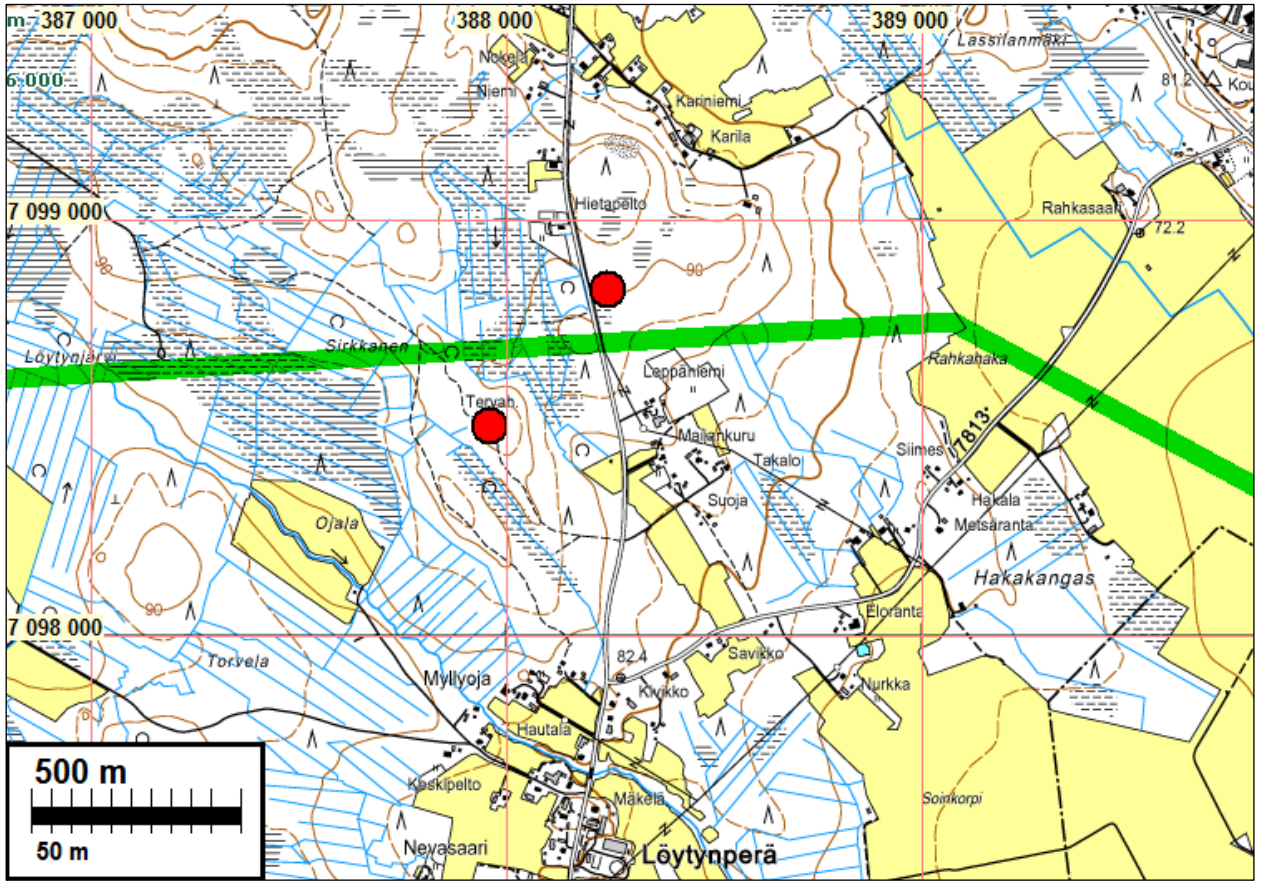 m 387 000
388 000
389 000
Lassilanmäki
Nokela
6 000
81.2
Kou
Niemi
Kariniemi
Karila
Hietapelto
7 099 000
Rahkasaari
72.2
90
90
Sirkkanen
Löytynjärvi
Rahkahaka
Leppäniemi
Tervah.
7813
Maijankuru
Siimes
Takalo
Suoja
Hakala
Ojala
Metsäranta
Hakakangas
90
Eloranta
7 098 000
Torvela
82.4
Savikko
Myllyoja
Kivikko
Nurkka
Hautala
500 m
Keskipelto
Mäkelä
Soinkorpi
50 m
Nevasaari
Löytynperä